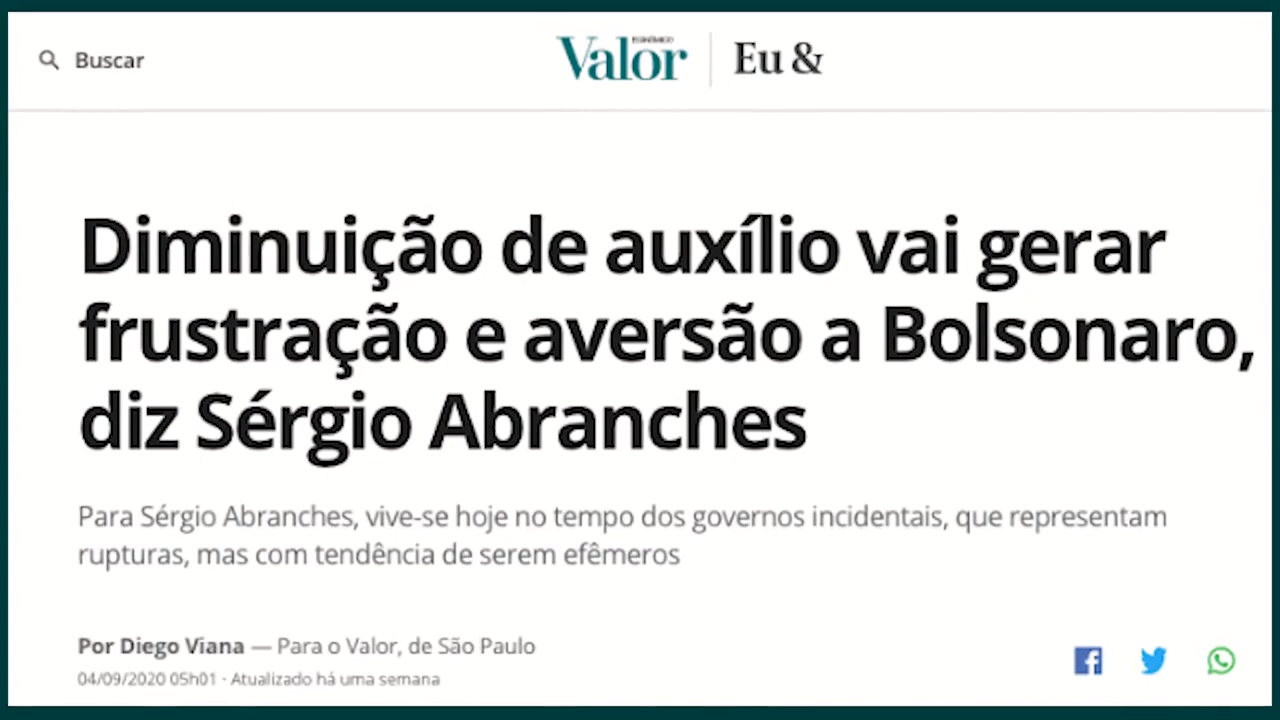 Buscar
ECONÔMICO
Valor
Eu &
Diminuição de auxílio vai gerar
frustração e aversão a Bolsonaro,
diz Sérgio Abranches
Para Sérgio Abranches, vive-se hoje no tempo dos governos incidentais, que representam
rupturas, mas com tendência de serem efêmeros
Por Diego Viana — Para o Valor, de São Paulo
04/09/2020 05h01 · Atualizado há uma semana